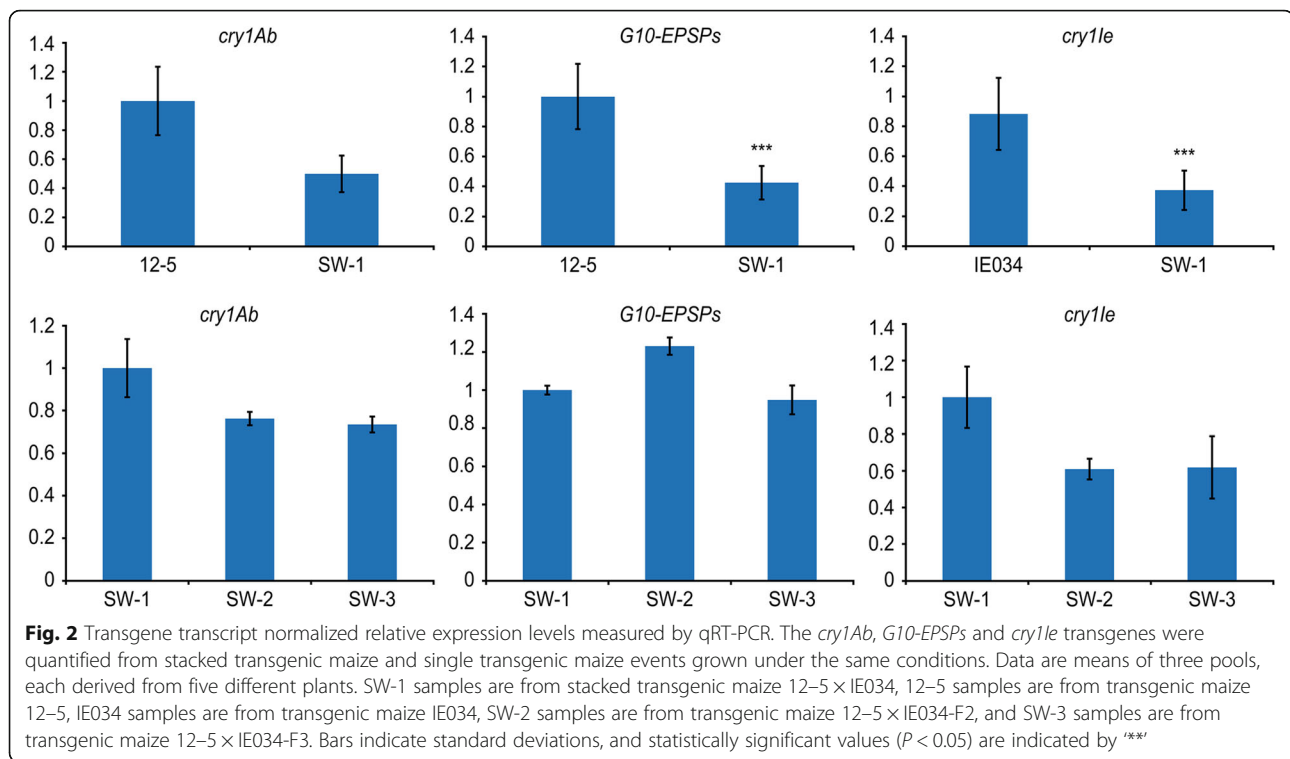 cry1Ab
1.4
1.2
1
0.8
0.6
0.4
0.2
0
12-5 SW-1
G10-EPSPs
1.4
1.2
1
0.8
0.6
0.4
0.2
0
***
12-5 SW-1
cry1Ie
1.4
1.2
1
0.8
0.6
0.4
0.2
0
***
IE034 SW-1
cry1Ab
1.2
1
0.8
0.6
0.4
0.2
0
SW-1 SW-2 SW-3
G10-EPSPs
1.4
1.2
1
0.8
0.6
0.4
0.2
0
SW-1 SW-2 SW-3
cry1Ie
1.4
1.2
1
0.8
0.6
0.4
0.2
0
SW-1 SW-2 SW-3
Fig. 2 Transgene transcript normalized relative expression levels measured by qRT-PCR. The cry1Ab, G10-EPSPs and cry1Ie transgenes were
quantified from stacked transgenic maize and single transgenic maize events grown under the same conditions. Data are means of three pools,
each derived from five different plants. SW-1 samples are from stacked transgenic maize 12–5 × IE034, 12–5 samples are from transgenic maize
12–5, IE034 samples are from transgenic maize IE034, SW-2 samples are from transgenic maize 12–5 × IE034-F2, and SW-3 samples are from
transgenic maize 12–5 × IE034-F3. Bars indicate standard deviations, and statistically significant values (P < 0.05) are indicated by ‘**’